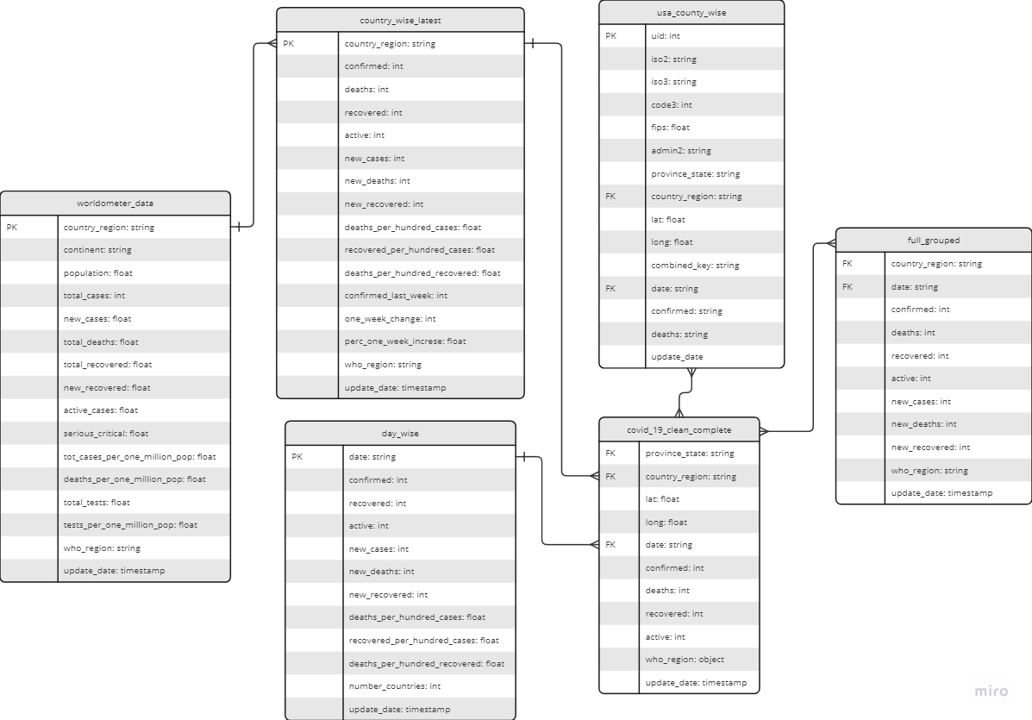 country_wise_latest
PK country_region: string
confirmed: int
deaths: int
recovered: int
active: int
new_cases: int
new_deaths: int
new_recovered: int
deaths_per_hundred_cases: float
recovered_per_hundred_cases: float
deaths_per_hundred_recovered: float
confirmed_last_week: int
one_week_change: int
perc_one_week_increse: float
who_region: string
update_date: timestamp
usa_county_wise
PK uid: int
iso2: string
iso3: string
code3: int
fips: float
admin2: string
province_state: string
FK country_region: string
lat: float
long: float
combined_key: string
FK date: string
confirmed: string
deaths: string
update_date
worldometer_data
PK country_region: string
continent: string
population: float
total_cases: int
new_cases: float
total_deaths: float
total_recovered: float
new_recovered: float
active_cases: float
serious_critical: float
tot_cases_per_one_million_pop: float
deaths_per_one_million_pop: float
total_tests: float
tests_per_one_million_pop: float
who_region: string
update_date: timestamp
full_grouped
FK country_region: string
FK date: string
confirmed: int
deaths: int
recovered: int
active: int
new_cases: int
new_deaths: int
new_recovered: int
who_region: string
update_date: timestamp
day_wise
PK date: string
confirmed: int
recovered: int
active: int
new_cases: int
new_deaths: int
new_recovered: int
deaths_per_hundred_cases: float
recovered_per_hundred_cases: float
deaths_per_hundred_recovered: float
number_countries: int
update_date: timestamp
covid_19_clean_complete
FK province_state: string
FK country_region: string
lat: float
long: float
FK date: string
confirmed: int
deaths: int
recovered: int
active: int
who_region: object
update_date: timestamp
miro